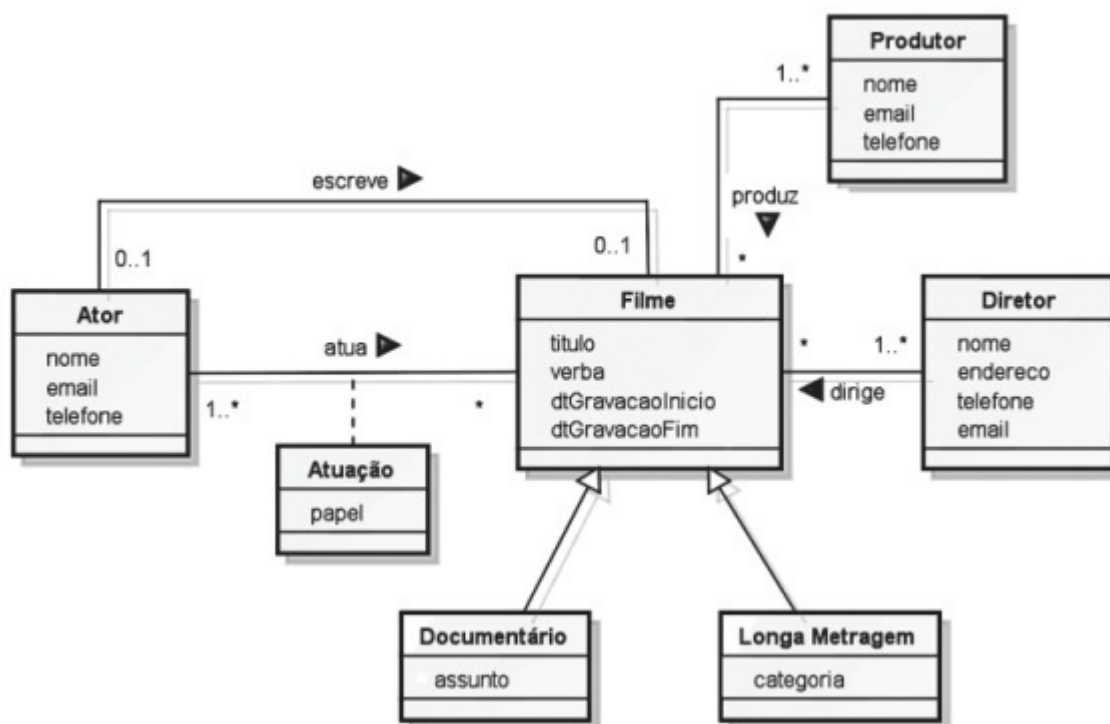 Produtor
1..*
nome
email
telefone
escreve
produz
0..1
0..1
*
Ator
nome
email
telefone
atua
1..*
*
Filme
titulo
verba
dtGravacaoInicio
dtGravacaoFim
*
1..*
dirige
Diretor
nome
endereco
telefone
email
Atuação
papel
Documentário
assunto
Longa Metragem
categoria